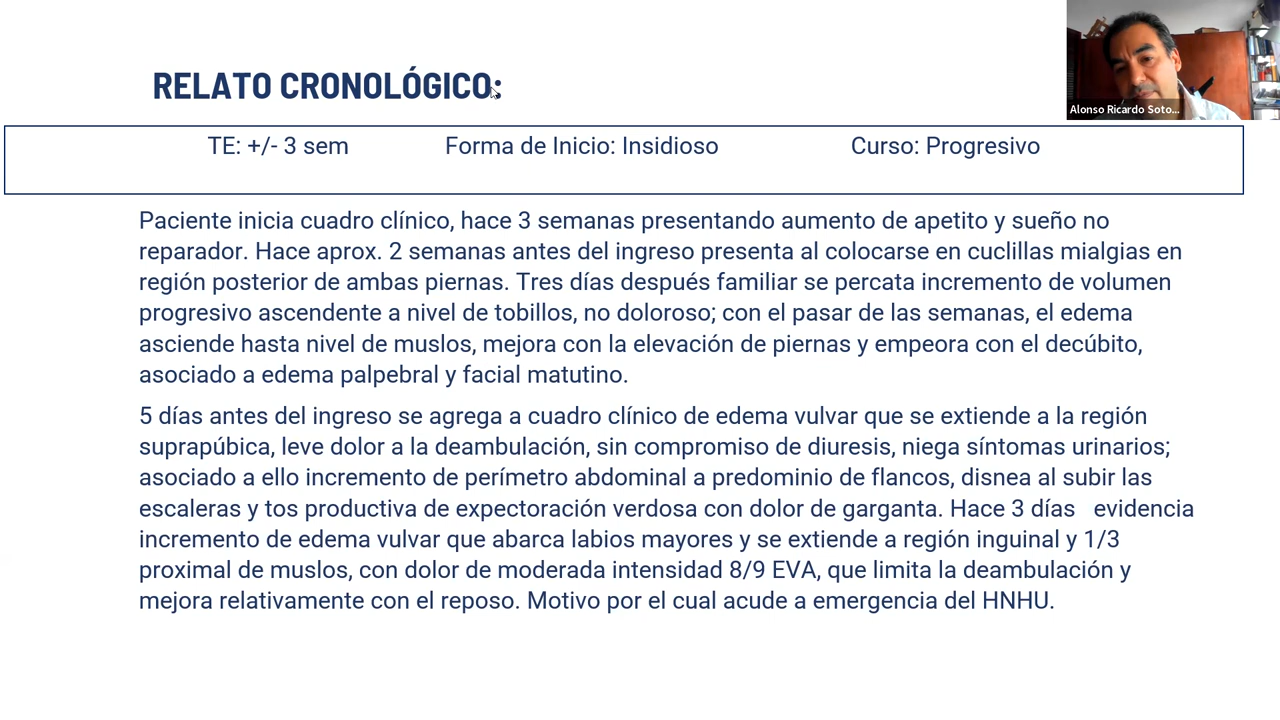 RELATO CRONOLÓGICO:
Alonso Ricardo Soto...
TE: +/- 3 sem Forma de Inicio: Insidioso Curso: Progresivo
Paciente inicia cuadro clínico, hace 3 semanas presentando aumento de apetito y sueño no
reparador. Hace aprox. 2 semanas antes del ingreso presenta al colocarse en cuclillas mialgias en
región posterior de ambas piernas. Tres días después familiar se percata incremento de volumen
progresivo ascendente a nivel de tobillos, no doloroso; con el pasar de las semanas, el edema
asciende hasta nivel de muslos, mejora con la elevación de piernas y empeora con el decúbito,
asociado a edema palpebral y facial matutino.
5 días antes del ingreso se agrega a cuadro clínico de edema vulvar que se extiende a la región
suprapúbica, leve dolor a la deambulación, sin compromiso de diuresis, niega síntomas urinarios;
asociado a ello incremento de perímetro abdominal a predominio de flancos, disnea al subir las
escaleras y tos productiva de expectoración verdosa con dolor de garganta. Hace 3 días evidencia
incremento de edema vulvar que abarca labios mayores y se extiende a región inguinal y 1/3
proximal de muslos, con dolor de moderada intensidad 8/9 EVA, que limita la deambulación y
mejora relativamente con el reposo. Motivo por el cual acude a emergencia del HNHU.